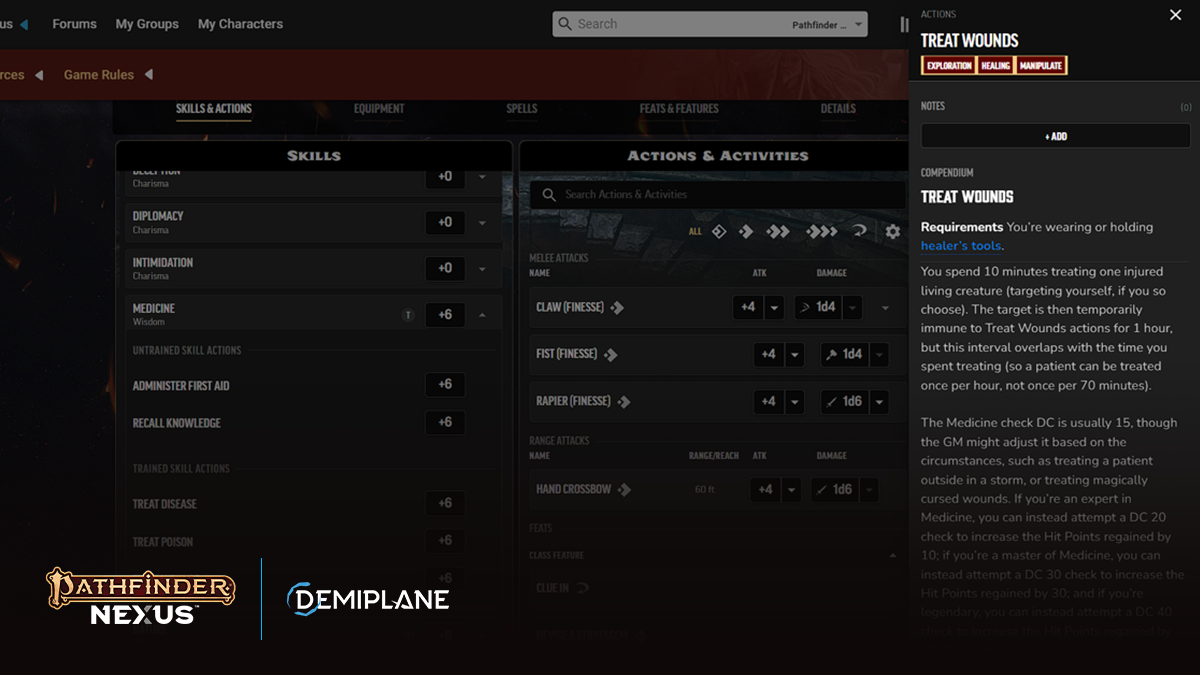 us
Forums
My Groups
My Characters
Search
Pathfinder ...
rces
Game Rules
SKILLS & ACTIONS
EQUIPMENT
SPELLS
FEATS & FEATURES
DETAILS
SKILLS
DECEPTION
Charisma
+0
DIPLOMACY
Charisma
+0
INTIMIDATION
Charisma
+0
MEDICINE
Wisdom
T
+6
UNTRAINED SKILL ACTIONS
ADMINISTER FIRST AID
+6
RECALL KNOWLEDGE
+6
TRAINED SKILL ACTIONS
TREAT DISEASE
+6
TREAT POISON
+6
+6
+6
ACTIONS & ACTIVITIES
Search Actions & Activities
ALL
MELEE ATTACKS
NAME
ATK
DAMAGE
CLAW (FINESSE)
+4
1d4
FIST (FINESSE)
+4
1d4
RAPIER (FINESSE)
+4
1d6
RANGE ATTACKS
NAME
RANGE/REACH
ATK
DAMAGE
HAND CROSSBOW
60 ft
+4
1d6
FEATS
CLASS FEATURE
CLUE IN
ACTIONS
TREAT WOUNDS
EXPLORATION
HEALING
MANIPULATE
NOTES
(0)
+ ADD
COMPENDIUM
TREAT WOUNDS
Requirements You're wearing or holding
healer's tools.
You spend 10 minutes treating one injured
living creature (targeting yourself, if you so
choose). The target is then temporarily
immune to Treat Wounds actions for 1 hour,
but this interval overlaps with the time you
spent treating (so a patient can be treated
once per hour, not once per 70 minutes).
The Medicine check DC is usually 15, though
the GM might adjust it based on the
circumstances, such as treating a patient
outside in a storm, or treating magically
cursed wounds. If you're an expert in
Medicine, you can instead attempt a DC 20
check to increase the Hit Points regained by
10; if you're a master of Medicine, you can
instead attempt a DC 30 check to increase the
Hit Points regained by 30; and if you're
legendary, you can instead attempt a DC 40
check to increase the Hit Points regained by
PATHFINDER
NEXUS™
DEMIPLANE